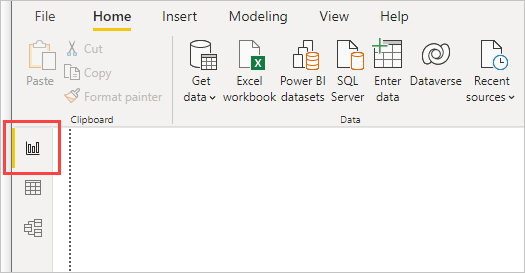 File Home Insert Modeling View Help
Paste
Cut
Copy
Format painter
Clipboard
Get data
Excel workbook
Power BI datasets
SQL Server
Enter data
Dataverse
Recent sources
Data